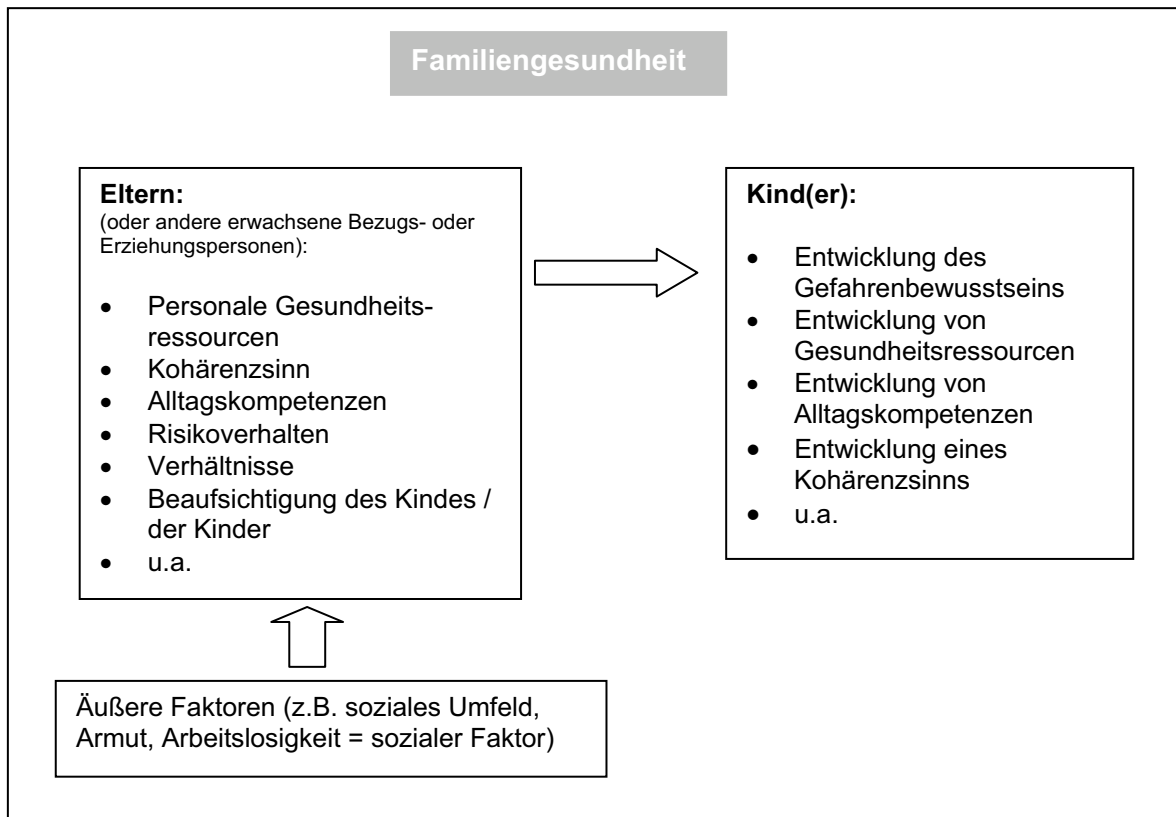 Familiengesundheit
Eltern:
(oder andere erwachsene Bezugs- oder
Erziehungspersonen):
• Personale Gesundheits-
ressourcen
• Kohärenzsinn
• Alltagskompetenzen
• Risikoverhalten
• Verhältnisse
• Beaufsichtigung des Kindes /
der Kinder
• u.a.
Kind(er):
• Entwicklung des
Gefahrenbewusstseins
• Entwicklung von
Gesundheitsressourcen
• Entwicklung von
Alltagskompetenzen
• Entwicklung eines
Kohärenzsinns
• u.a.
Äußere Faktoren (z.B. soziales Umfeld,
Armut, Arbeitslosigkeit = sozialer Faktor)